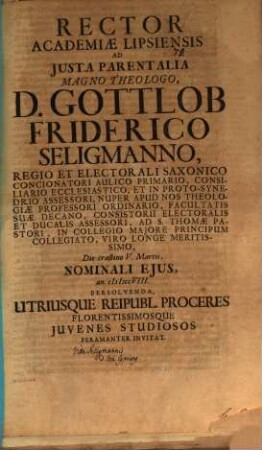 RECTOR
ACADEMIÆ LIPSIENSIS
AD
JUSTA PARENTALIA
MAGNO THEOLOGO,
D. GOTTLOB
FRIDERICO
SELIGMANNO,
REGIO ET ELECTORALI SAXONICO
CONCIONATORI AULICO PRIMARIO, CONSI-
LIARIO ECCLESIASTICO, ET IN PROTO-SYNE-
DRIO ASSESSORI, NUPER APUD NOS THEOLO-
GIÆ PROFESSORI ORDINARIO, FACULTATIS
SUÆ DECANO, CONSISTORII ELECTORALIS
ET DUCALIS ASSESSORI, AD S. THOMÆ PA-
STORI, IN COLLEGIO MAJORE PRINCIPUM
COLLEGIATO, VIRO LONGE MERITIS-
SIMO,
Die crastino V. Martii,
NOMINALI EJUS,
an. cIɔIɔccVIII.
PERSOLVENDA,
UTRIUSQUE REIPUBL. PROCERES
FLORENTISSIMOSQUE
JUVENES STUDIOSOS
PERAMANTER INVITAT.